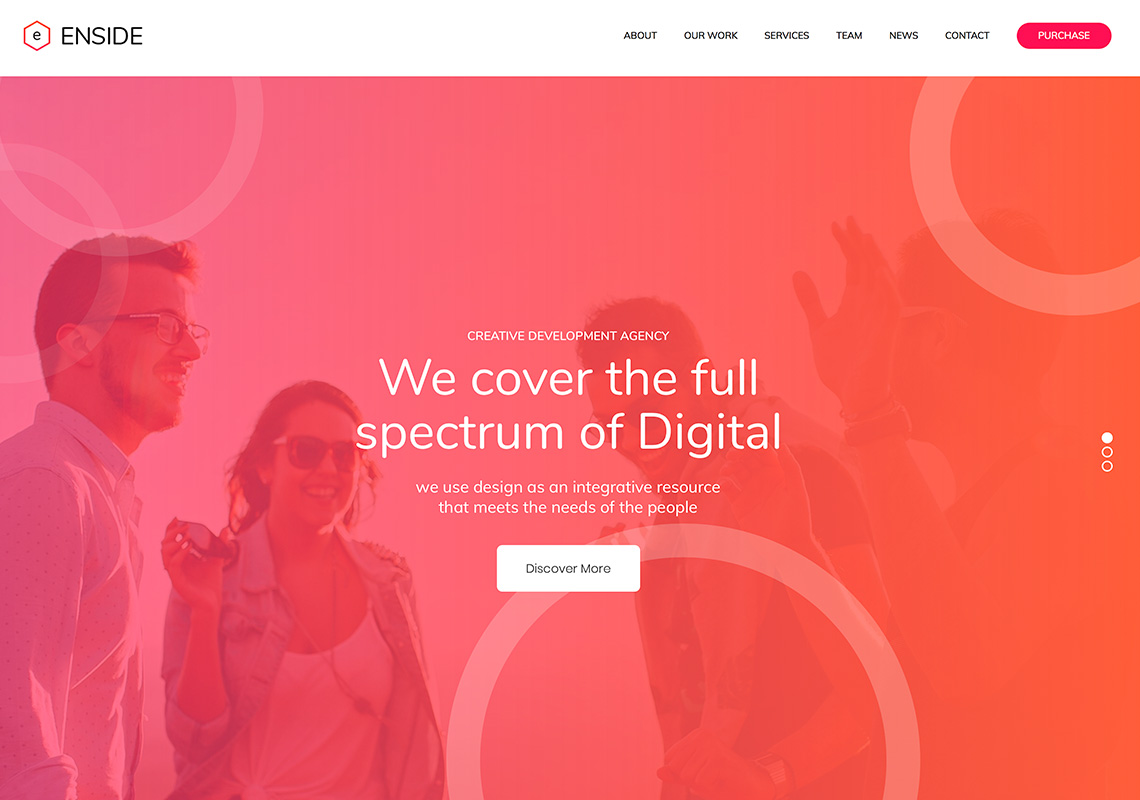 e ENSIDE
ABOUT OUR WORK SERVICES TEAM NEWS CONTACT PURCHASE
CREATIVE DEVELOPMENT AGENCY
We cover the full
spectrum of Digital
we use design as an integrative resource
that meets the needs of the people
Discover More